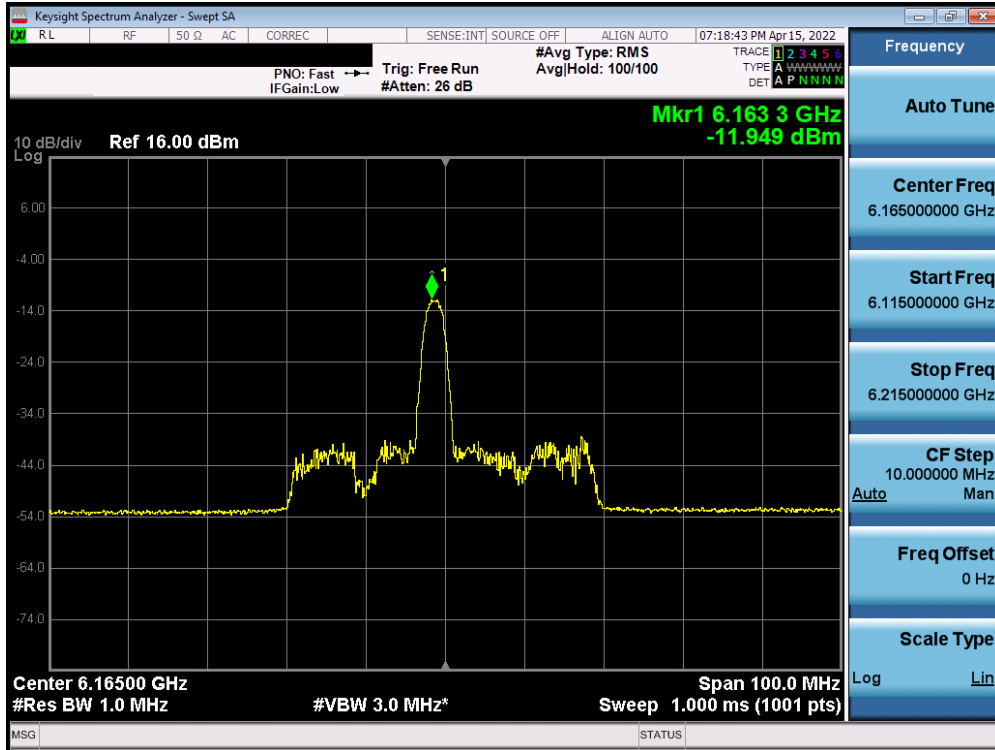 Keysight Spectrum Analyzer - Swept SA
LXI RL RF 50 Ω AC CORREC SENSE:INT SOURCE OFF ALIGN AUTO 07:18:43 PM Apr 15, 2022
PNO: Fast
IFGain:Low
Trig: Free Run
#Atten: 26 dB
#Avg Type: RMS
Avg|Hold: 100/100
TRACE 1 2 3 4 5 6
TYPE A WWWWW
DET A P N N N N
Mkr1 6.163 3 GHz
-11.949 dBm
10 dB/div Ref 16.00 dBm
Log
6.00
-4.00
1
-14.0
-24.0
-34.0
-44.0
-54.0
-64.0
-74.0
Center 6.16500 GHz
Span 100.0 MHz
#Res BW 1.0 MHz
#VBW 3.0 MHz*
Sweep 1.000 ms (1001 pts)
MSG STATUS
Frequency
Auto Tune
Center Freq
6.165000000 GHz
Start Freq
6.115000000 GHz
Stop Freq
6.215000000 GHz
CF Step
10.000000 MHz
Auto Man
Freq Offset
0 Hz
Scale Type
Log Lin